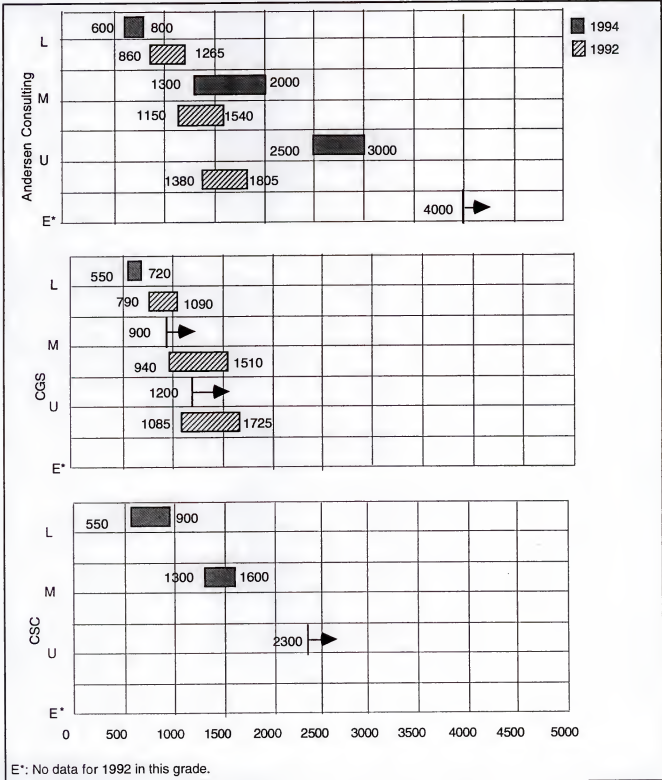 1994
1992
Andersen Consulting
600 800
L
860 1265
1300 2000
M
1150 1540
2500 3000
U
1380 1805
4000
E*
CGS
550 720
L
790 1090
900
M
940 1510
1200
U
1085 1725
E*
CSC
550 900
L
1300 1600
M
2300
U
E*
0 500 1000 1500 2000 2500 3000 3500 4000 4500 5000
E*: No data for 1992 in this grade.